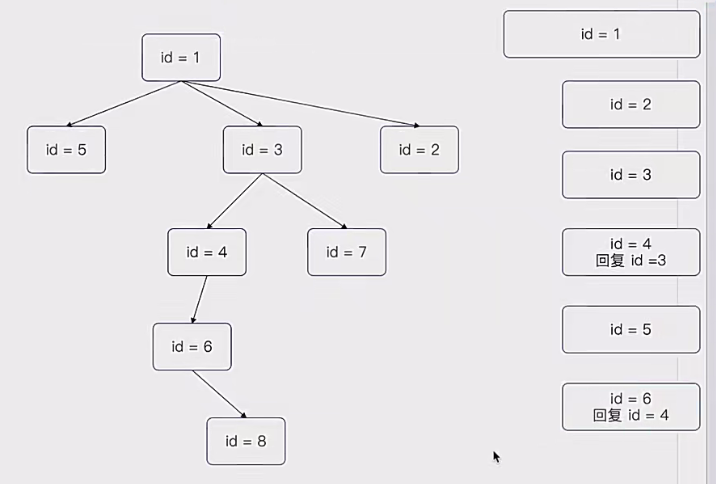 id = 1
id = 5
id = 3
id = 2
id = 4
id = 7
id = 6
id = 8
id = 1
id = 2
id = 3
id = 4
回复 id =3
id = 5
id = 6
回复 id = 4